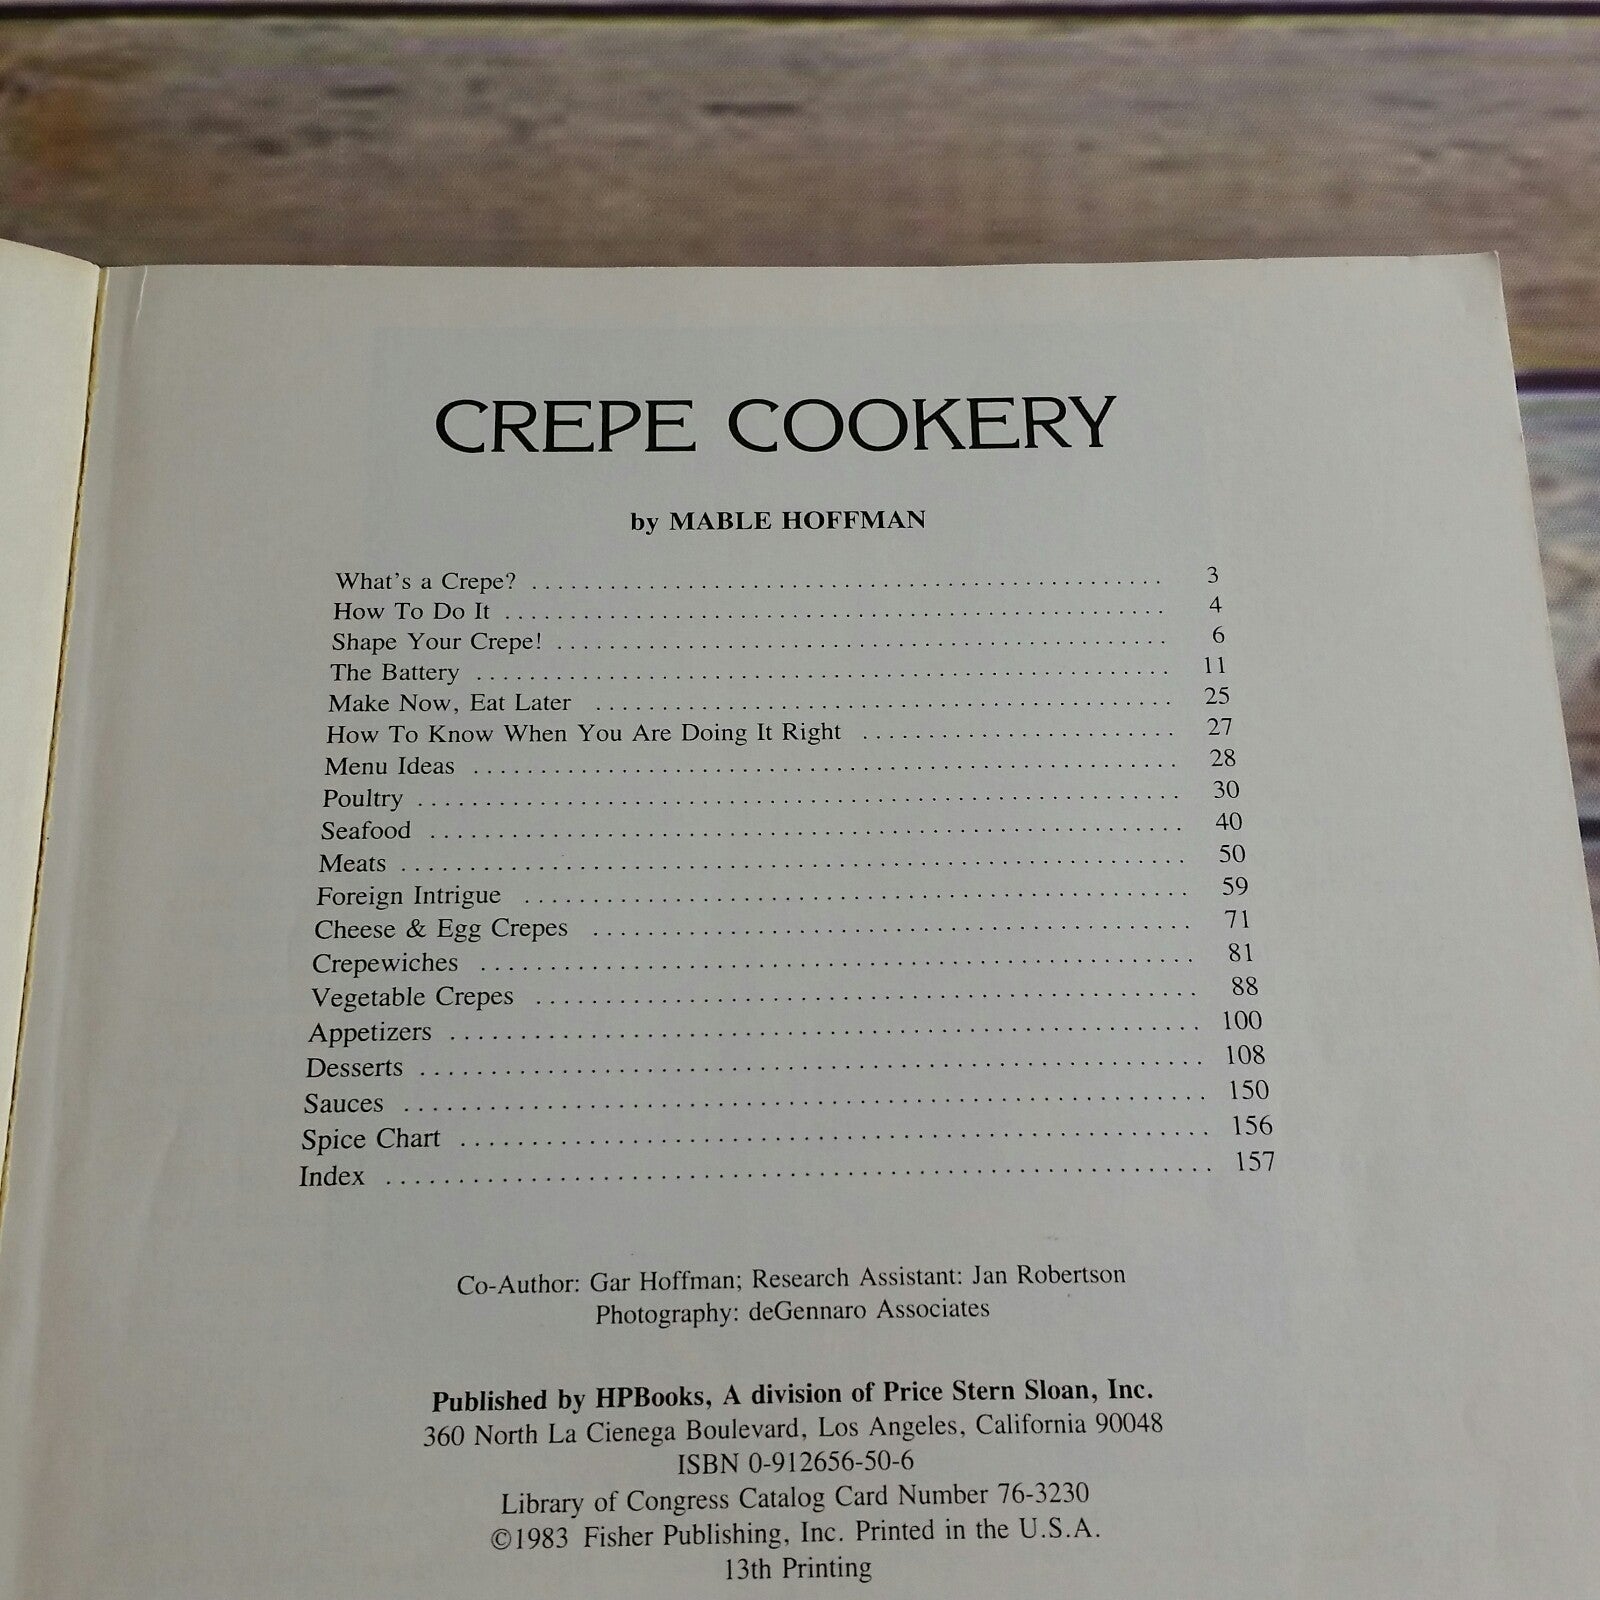 CREPE COOKERY
by MABLE HOFFMAN
What's a Crepe? 3
How To Do It 4
Shape Your Crepe! 6
The Battery 11
Make Now, Eat Later 25
How To Know When You Are Doing It Right 27
Menu Ideas 28
Poultry 30
Seafood 40
Meats 50
Foreign Intrigue 59
Cheese & Egg Crepes 71
Crepewiches 81
Vegetable Crepes 88
Appetizers 100
Desserts 108
Sauces 150
Spice Chart 156
Index 157
Co-Author: Gar Hoffman; Research Assistant: Jan Robertson
Photography: deGennaro Associates
Published by HPBooks, A division of Price Stern Sloan, Inc.
360 North La Cienega Boulevard, Los Angeles, California 90048
ISBN 0-912656-50-6
Library of Congress Catalog Card Number 76-3230
©1983 Fisher Publishing, Inc. Printed in the U.S.A.
13th Printing